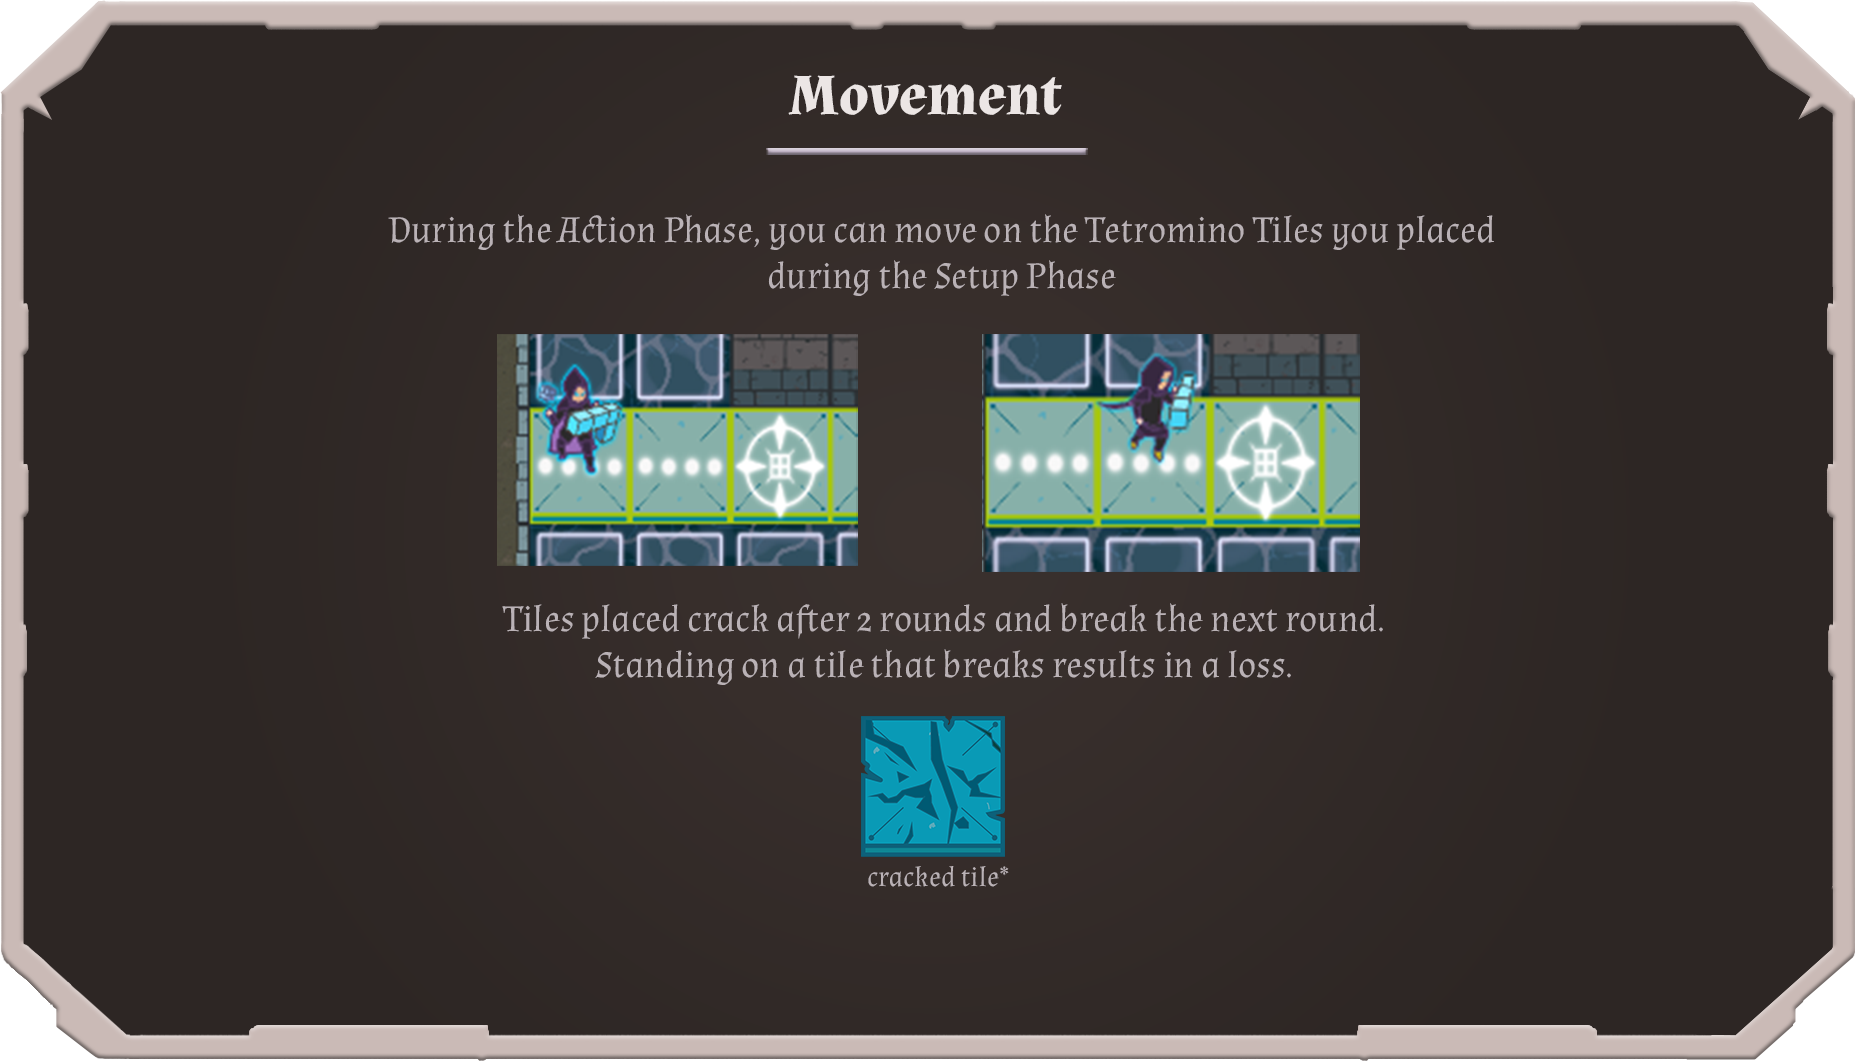 Movement
During the Action Phase, you can move on the Tetromino Tiles you placed
during the Setup Phase
Tiles placed crack after 2 rounds and break the next round.
Standing on a tile that breaks results in a loss.
cracked tile*